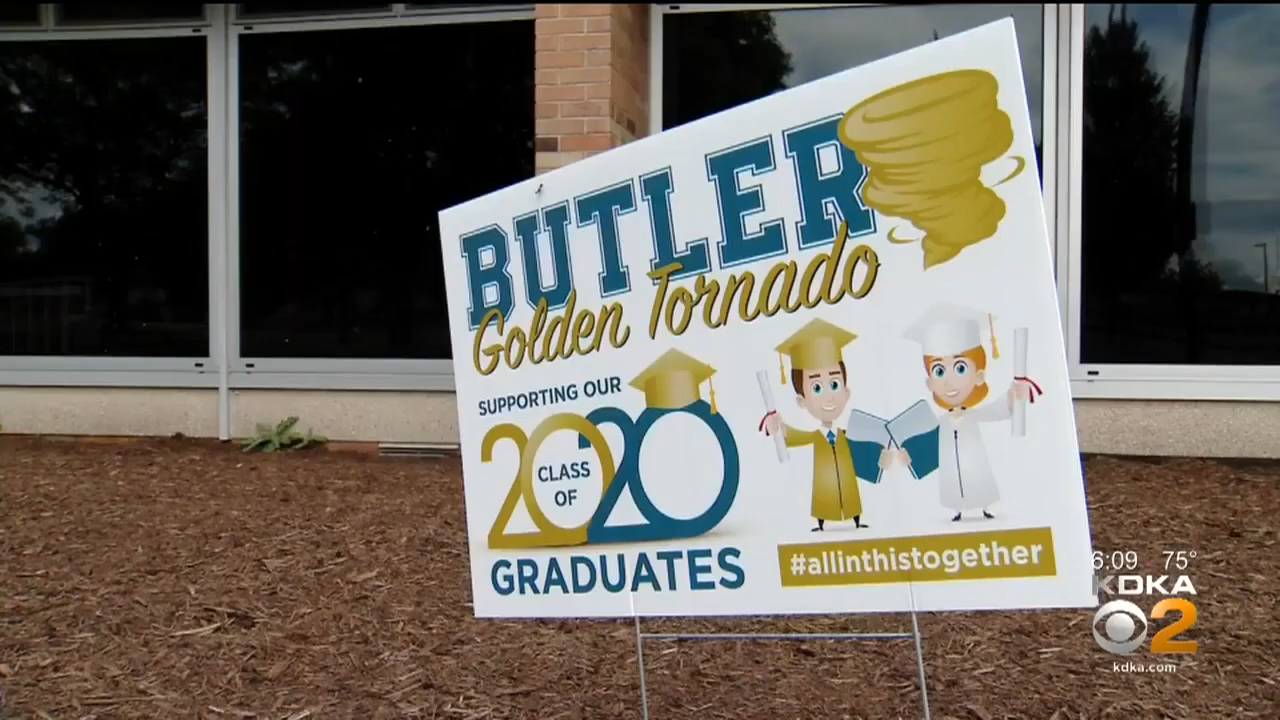 BUTLER
Golden Tornado
SUPPORTING OUR
2020
CLASS
OF
GRADUATES
#allinthistogether
6:09 75°
KDKA
2
kdka.com